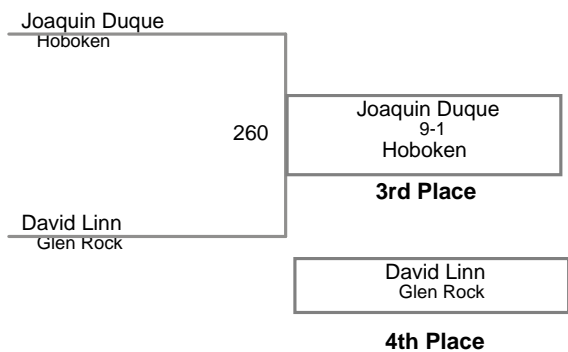 Joaquin Duque
Hoboken
260
Joaquin Duque
9-1
Hoboken
3rd Place
David Linn
Glen Rock
David Linn
Glen Rock
4th Place